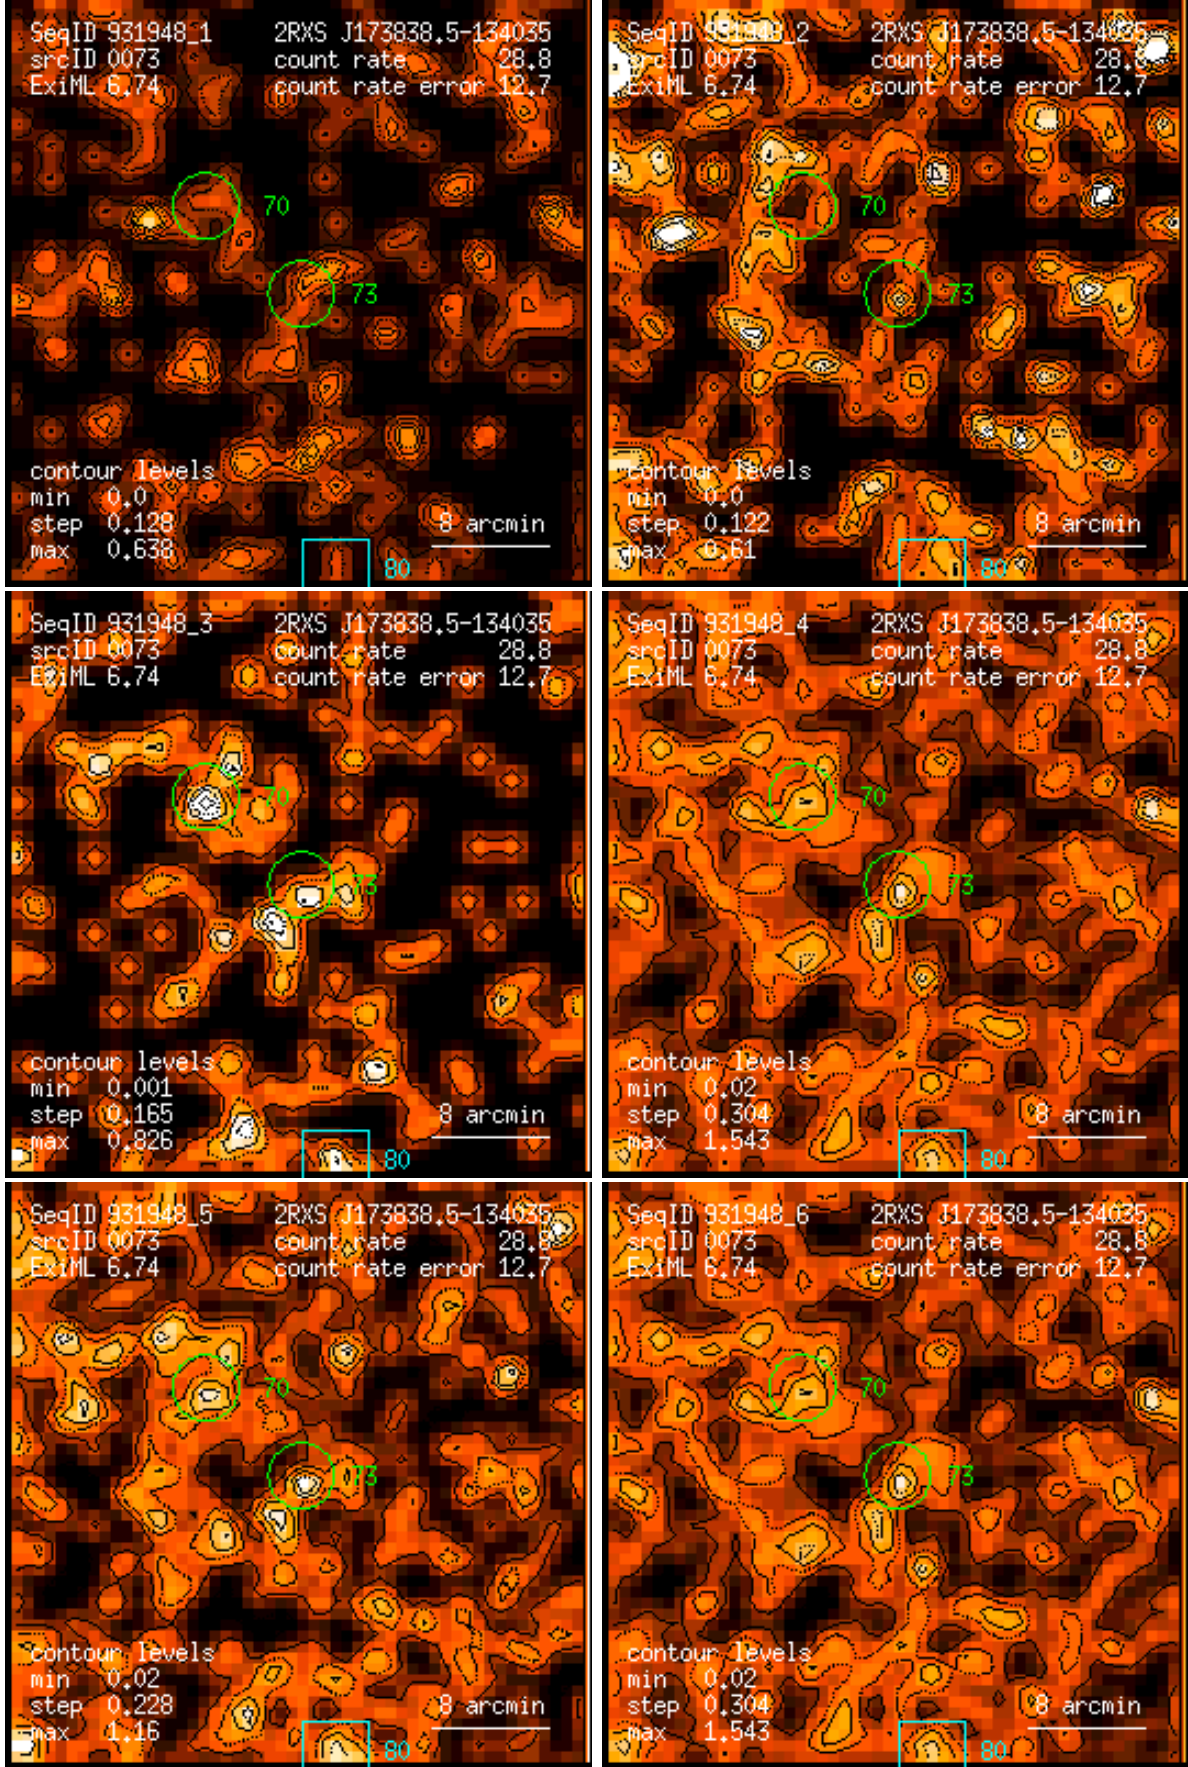 SeqID 931948_1 2RXS J173838.5-134035
srcID 0073 count rate 28.8
ExiML 6.74 count rate error 12.7
70
73
contour levels
min 0.0
step 0.128
max 0.638
8 arcmin
80
SeqID 931948_2 2RXS J173838.5-134035
srcID 0073 count rate 28.8
ExiML 6.74 count rate error 12.7
70
73
contour levels
min 0.0
step 0.122
max 0.61
8 arcmin
80
SeqID 931948_3 2RXS J173838.5-134035
srcID 0073 count rate 28.8
ExiML 6.74 count rate error 12.7
70
73
contour levels
min 0.001
step 0.165
max 0.826
8 arcmin
80
SeqID 931948_4 2RXS J173838.5-134035
srcID 0073 count rate 28.8
ExiML 6.74 count rate error 12.7
70
73
contour levels
min 0.02
step 0.304
max 1.543
8 arcmin
80
SeqID 931948_5 2RXS J173838.5-134035
srcID 0073 count rate 28.8
ExiML 6.74 count rate error 12.7
70
73
contour levels
min 0.02
step 0.228
max 1.16
8 arcmin
80
SeqID 931948_6 2RXS J173838.5-134035
srcID 0073 count rate 28.8
ExiML 6.74 count rate error 12.7
70
73
contour levels
min 0.02
step 0.304
max 1.543
8 arcmin
80